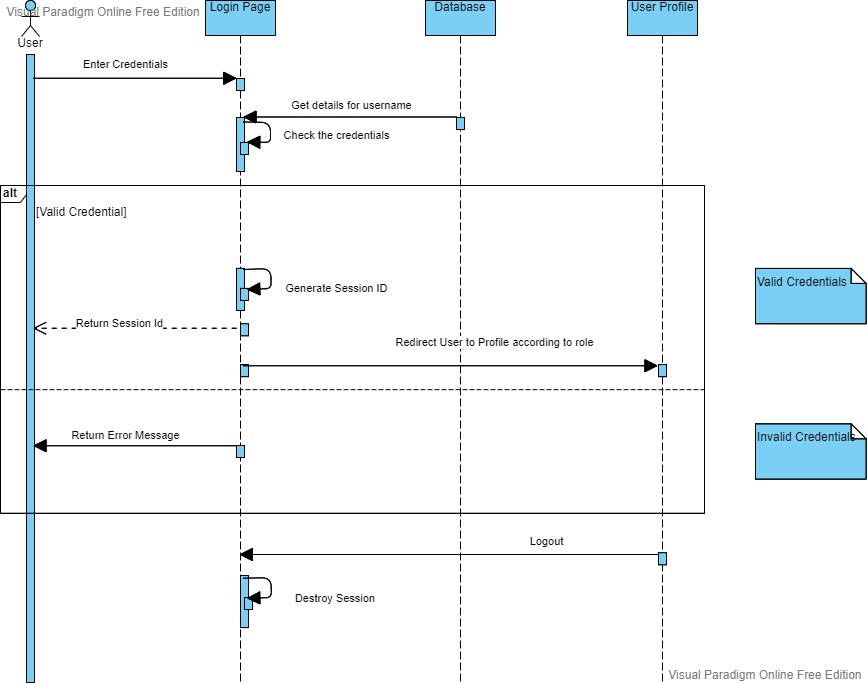 Visual Paradigm Online Free Edition
Login Page
Database
User Profile
User
Enter Credentials
Get details for username
Check the credentials
alt
[Valid Credential]
Generate Session ID
Valid Credentials
Return Session Id
Redirect User to Profile according to role
Return Error Message
Invalid Credentials
Logout
Destroy Session
Visual Paradigm Online Free Edition